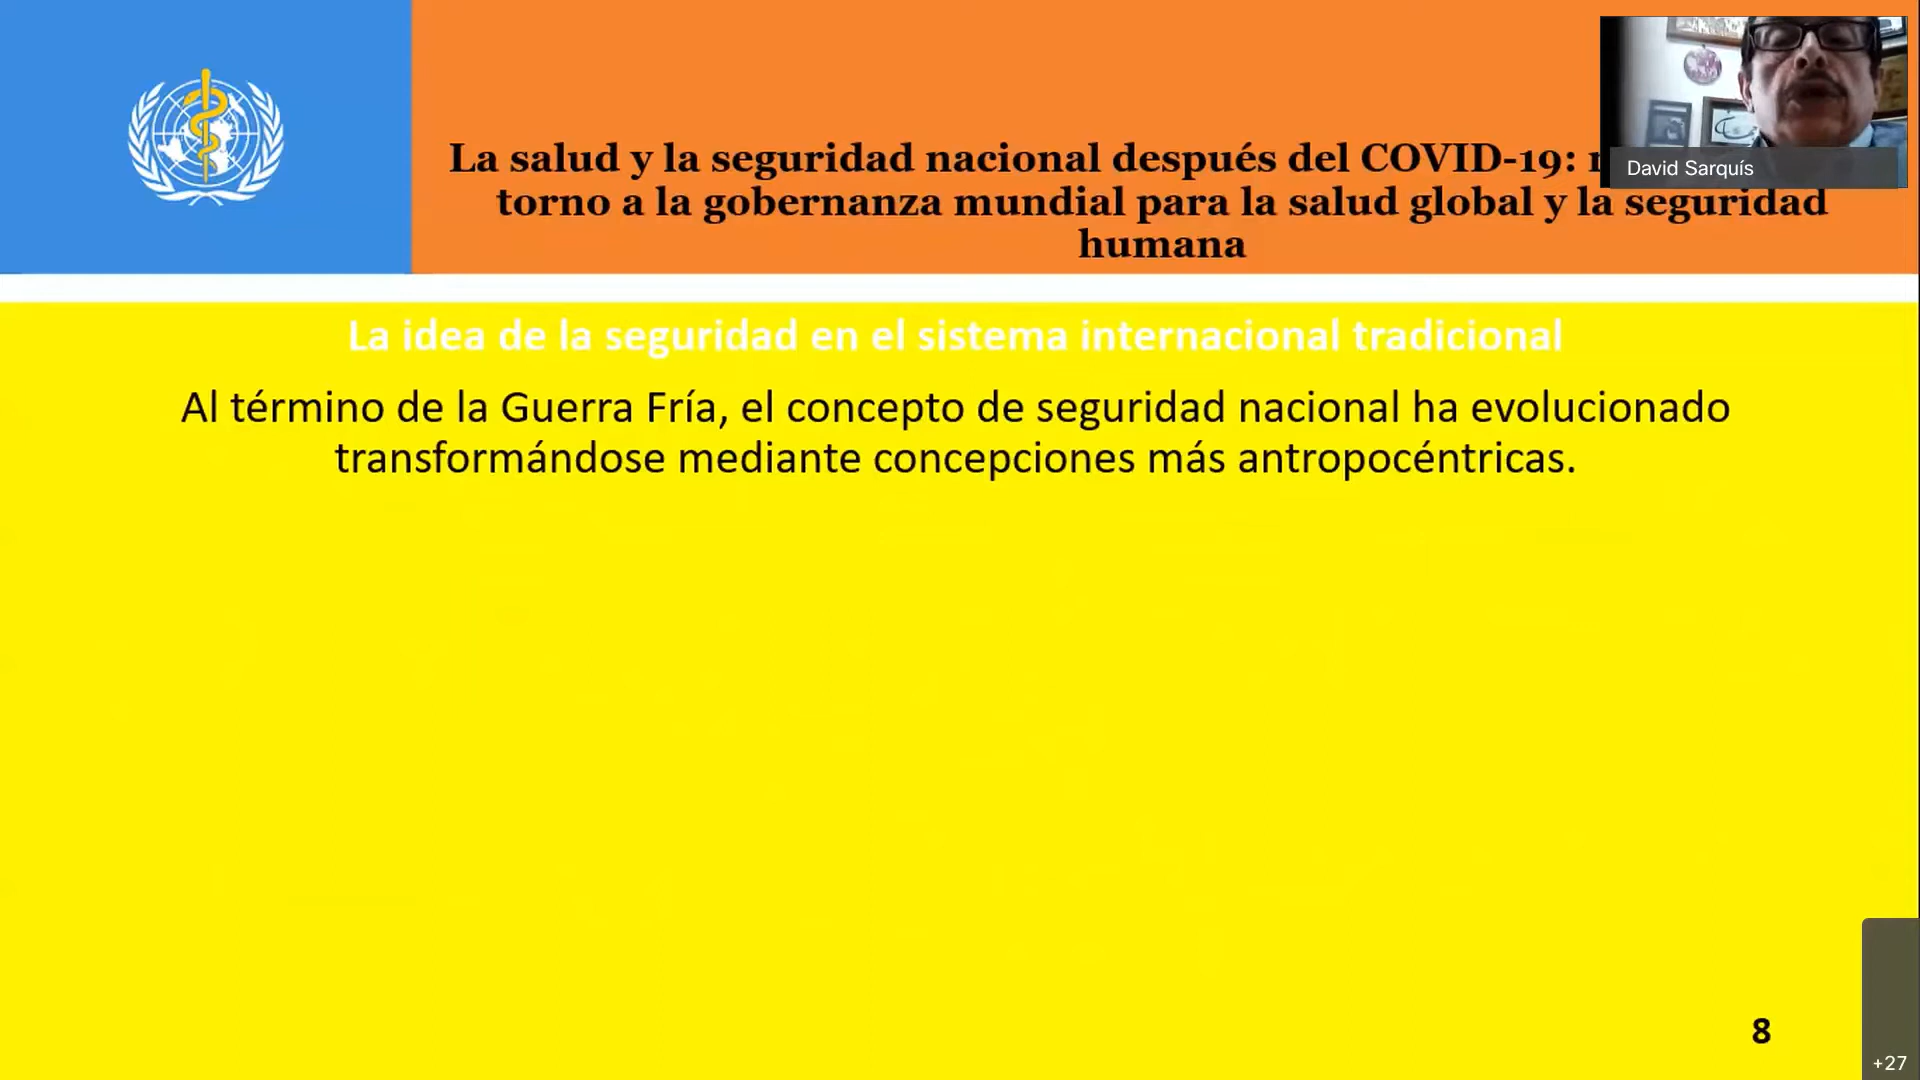 La salud y la seguridad nacional después del COVID-19:
torno a la gobernanza mundial para la salud global y la seguridad
humana
David Sarquís
La idea de la seguridad en el sistema internacional tradicional
Al término de la Guerra Fría, el concepto de seguridad nacional ha evolucionado
transformándose mediante concepciones más antropocéntricas.
8
+27